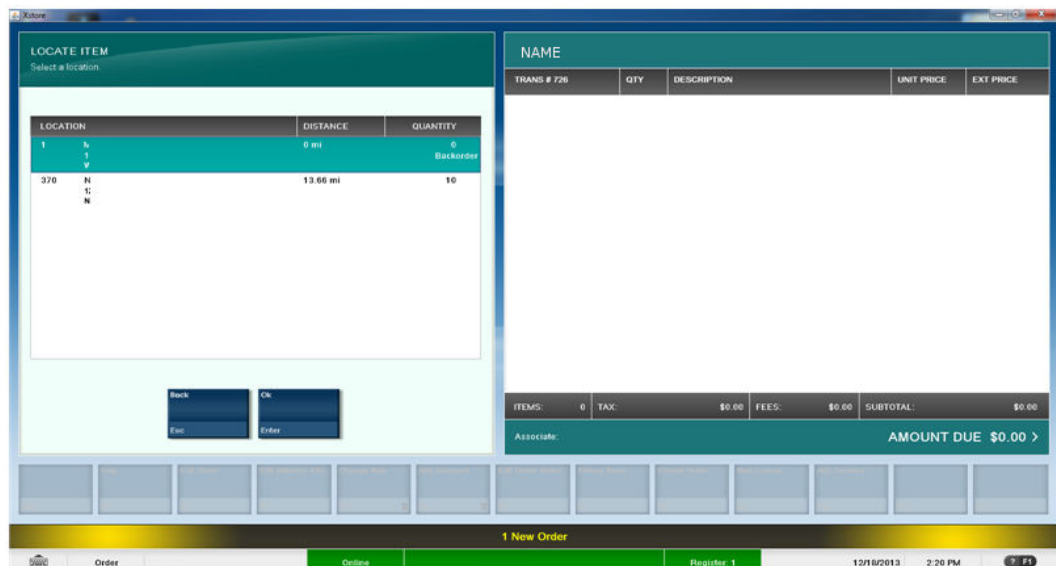 Xstore
LOCATE ITEM
Select a location.
LOCATION DISTANCE QUANTITY
1 0 mi 0
1 Backorder
V
370 N 13.66 mi 10
N
Back Ok
Esc Enter
NAME
TRANS # 726 QTY DESCRIPTION UNIT PRICE EXT PRICE
ITEMS: 0 TAX: $0.00 FEES: $0.00 SUBTOTAL: $0.00
Associate: AMOUNT DUE $0.00 >
1 New Order
Order Online Register: 1 12/18/2013 2:20 PM ? F1